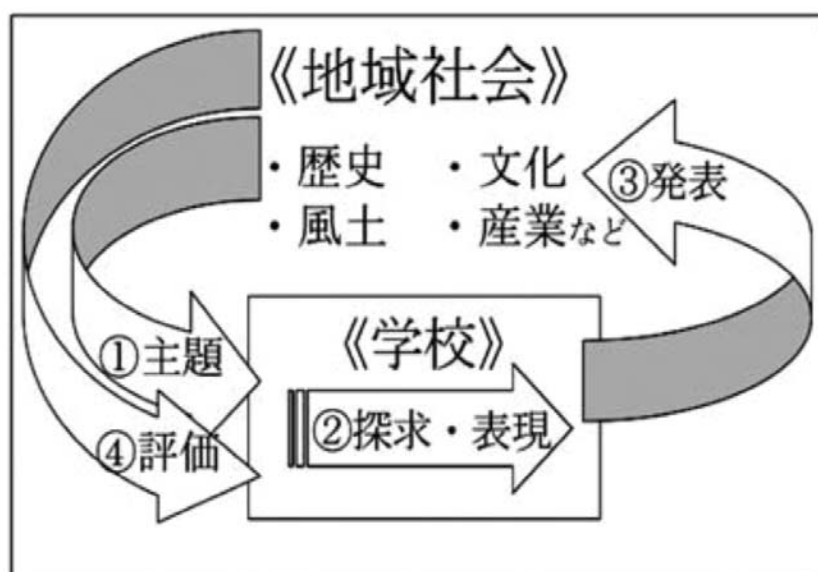 《地域社会》
・歴史 ・文化
・風土 ・産業など
③発表
《学校》
①主題
②探求・表現
④評価